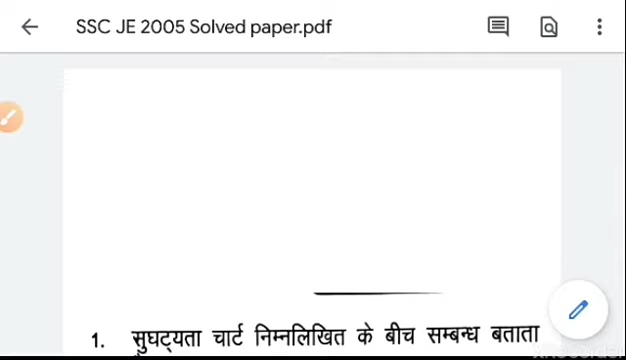 SSC JE 2005 Solved paper.pdf
1. सुघट्यता चार्ट निम्नलिखित के बीच सम्बन्ध बताता